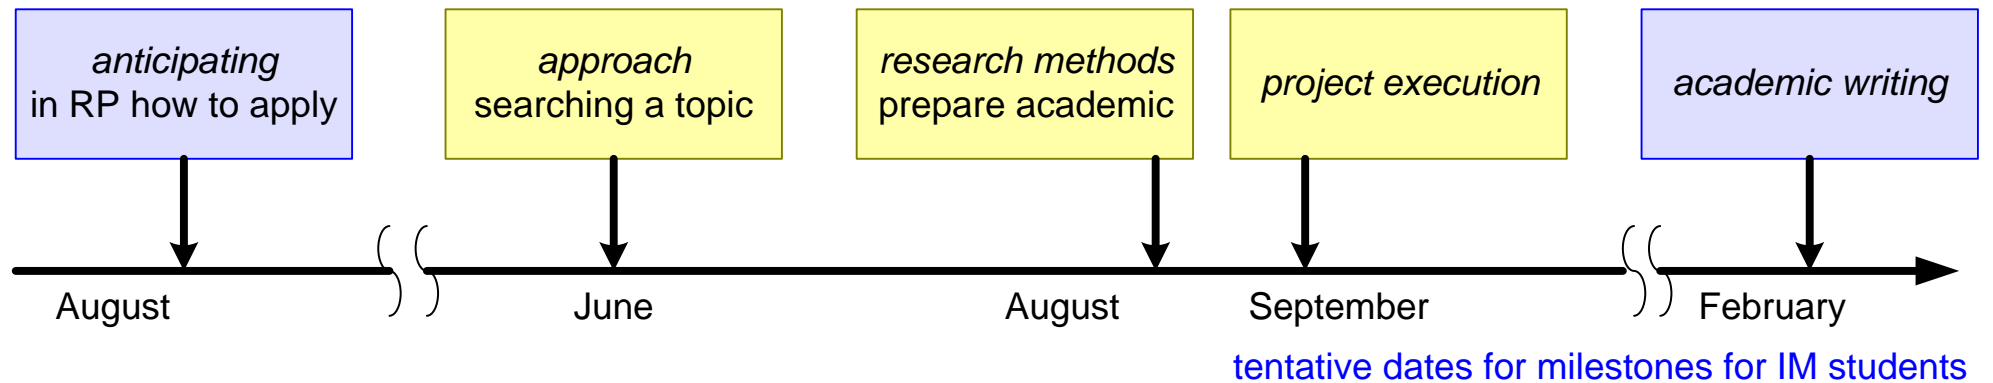 anticipating
in RP how to apply
approach
searching a topic
research methods
prepare academic
project execution
academic writing
August
June
August
September
February
tentative dates for milestones for IM students